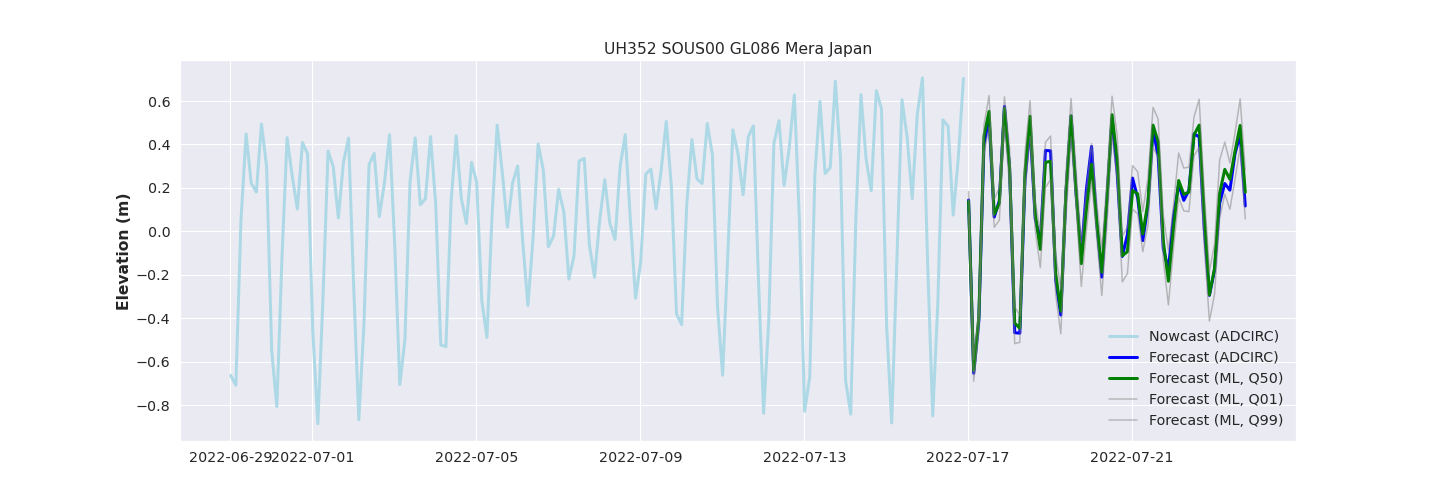 UH352 SOUS00 GL086 Mera Japan
Elevation (m)
0.6
0.4
0.2
0.0
−0.2
−0.4
−0.6
−0.8
Nowcast (ADCIRC)
Forecast (ADCIRC)
Forecast (ML, Q50)
Forecast (ML, Q01)
Forecast (ML, Q99)
2022-06-29 2022-07-01 2022-07-05 2022-07-09 2022-07-13 2022-07-17 2022-07-21